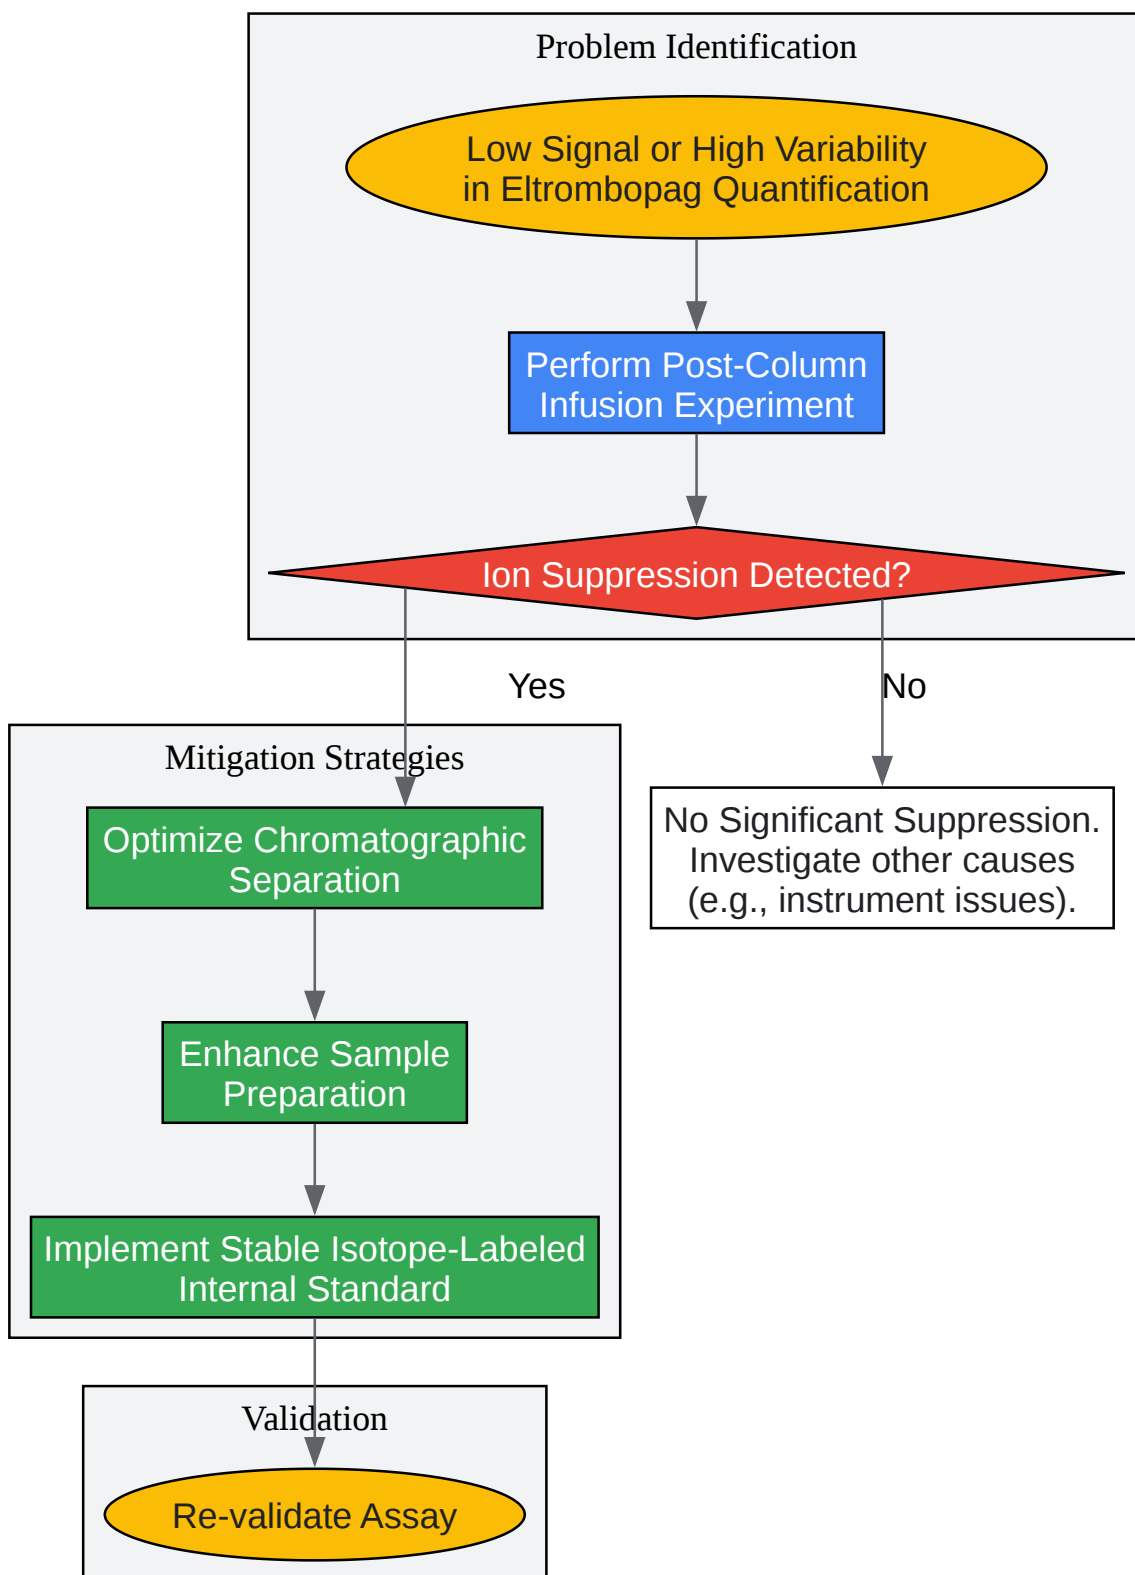 Problem Identification
Low Signal or High Variability
in Eltrombopag Quantification
Perform Post-Column
Infusion Experiment
Ion Suppression Detected?
Yes
No
Mitigation Strategies
Optimize Chromatographic
Separation
No Significant Suppression.
Investigate other causes
(e.g., instrument issues).
Enhance Sample
Preparation
Implement Stable Isotope-Labeled
Internal Standard
Validation
Re-validate Assay